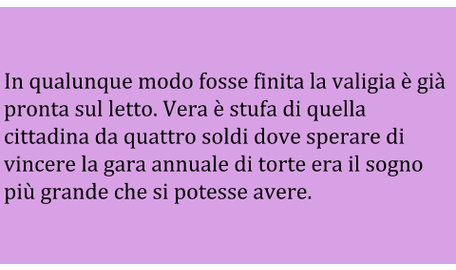 In qualunque modo fosse finita la valigia è già
pronta sul letto. Vera è stufa di quella
cittadina da quattro soldi dove sperare di
vincere la gara annuale di torte era il sogno
più grande che si potesse avere.